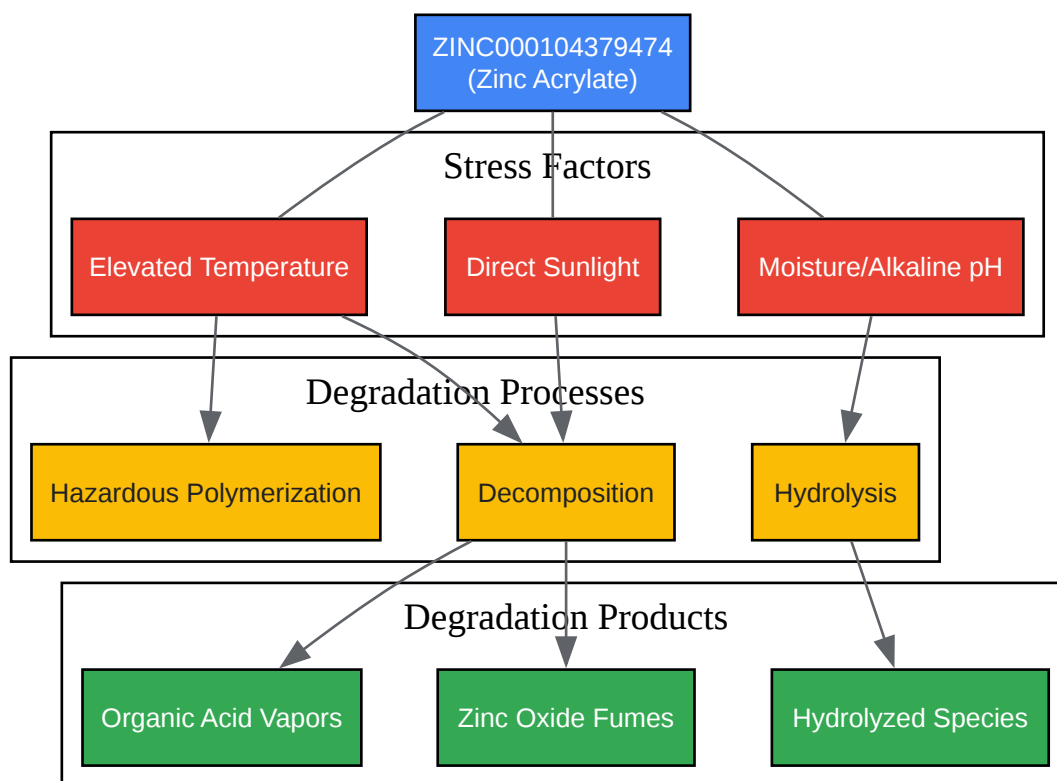 ZINC000104379474
(Zinc Acrylate)
Stress Factors
Elevated Temperature
Direct Sunlight
Moisture/Alkaline pH
Degradation Processes
Hazardous Polymerization
Decomposition
Hydrolysis
Degradation Products
Organic Acid Vapors
Zinc Oxide Fumes
Hydrolyzed Species